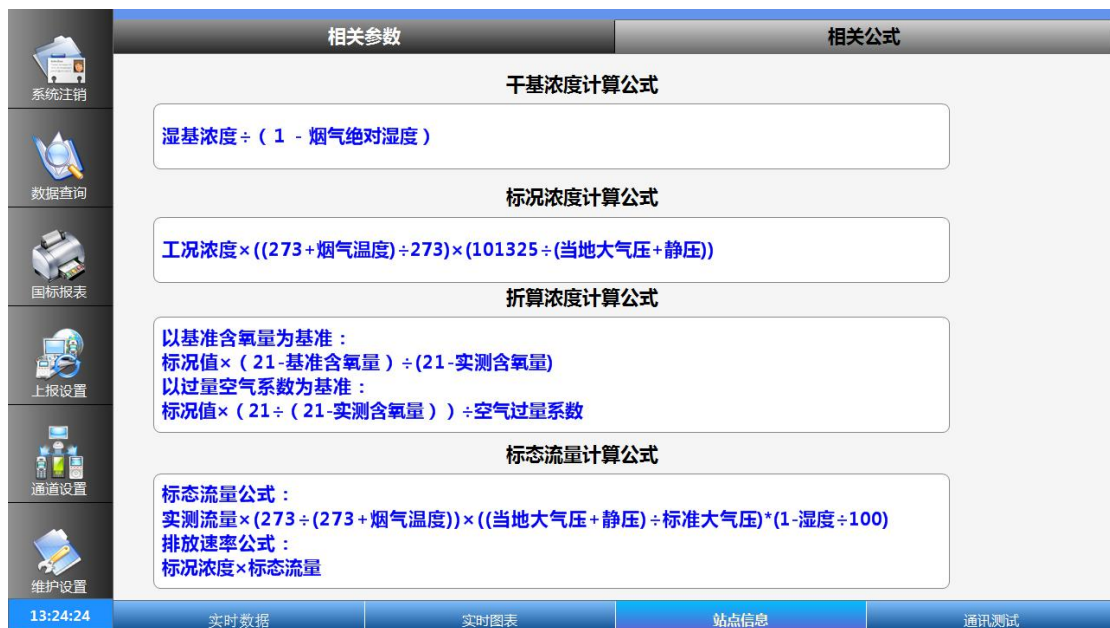 相关参数
相关公式
系统注销
数据查询
国标报表
上报设置
通道设置
维护设置
干基浓度计算公式
湿基浓度÷（ 1 - 烟气绝对湿度 ）
标况浓度计算公式
工况浓度×((273+烟气温度)÷273)×(101325÷(当地大气压+静压))
折算浓度计算公式
以基准含氧量为基准：
标况值×（ 21-基准含氧量 ）÷(21-实测含氧量)
以过量空气系数为基准：
标况值×（ 21÷（ 21-实测含氧量 ））÷空气过量系数
标态流量计算公式
标态流量公式：
实测流量×(273÷(273+烟气温度))×((当地大气压+静压)÷标准大气压)*(1-湿度÷100)
排放速率公式：
标况浓度×标态流量
13:24:24
实时数据
实时图表
站点信息
通讯测试